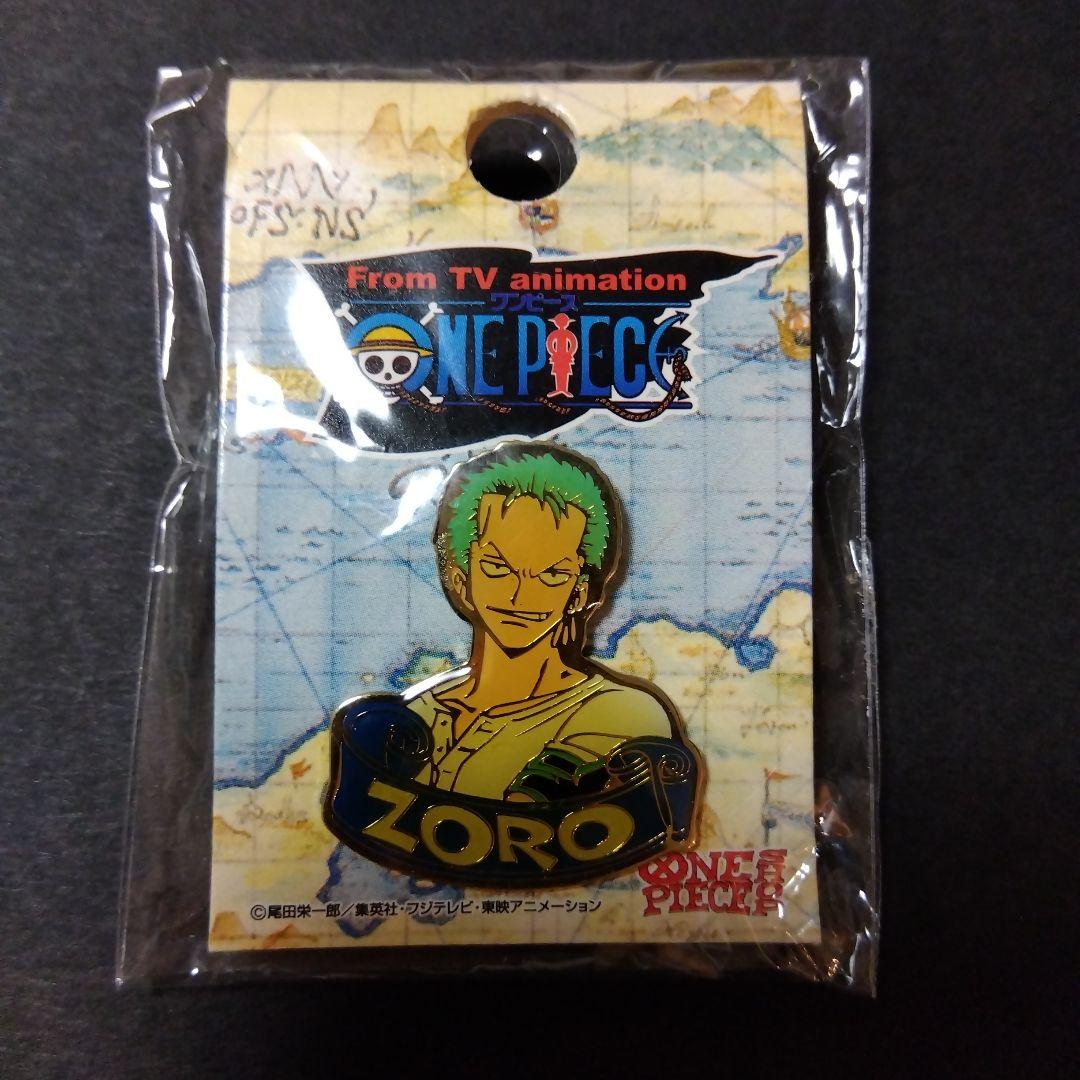 From TV animation
ワンピース
ONE PIECE
ZORO
ONE
PIECE
©尾田栄一郎／集英社・フジテレビ・東映アニメーション